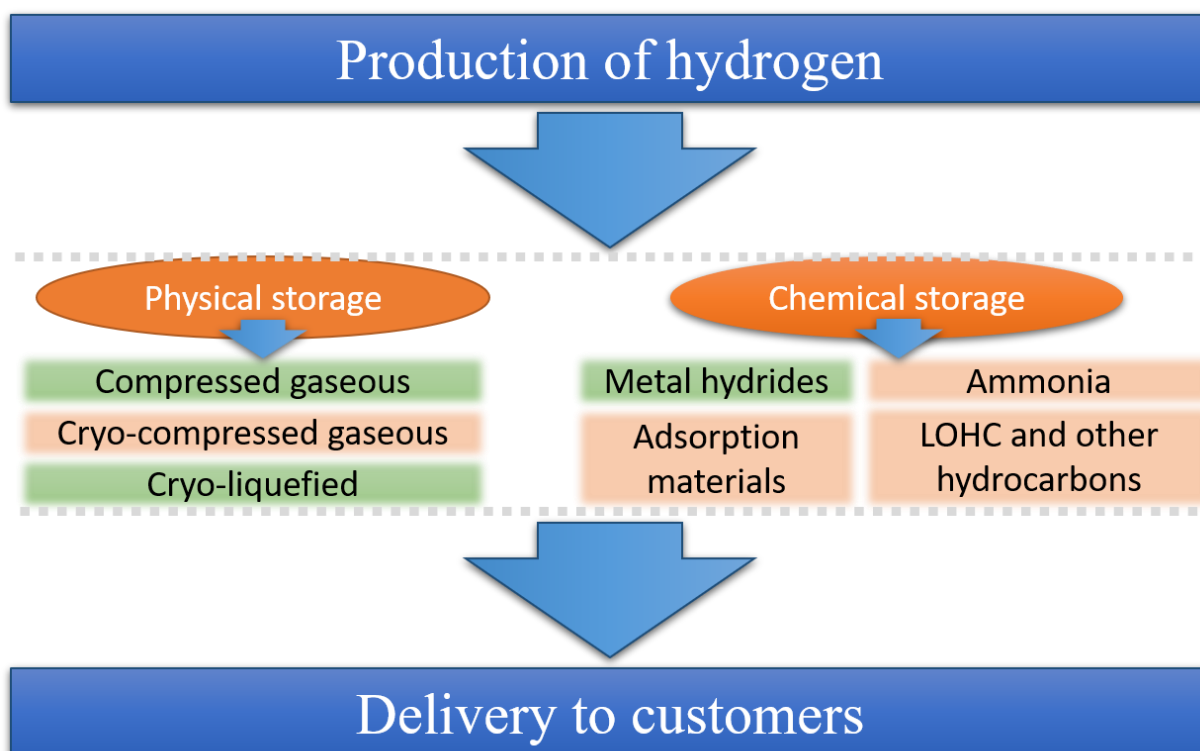 Production of hydrogen
Physical storage
Compressed gaseous
Cryo-compressed gaseous
Cryo-liquefied
Chemical storage
Metal hydrides
Adsorption
materials
Ammonia
LOHC and other
hydrocarbons
Delivery to customers